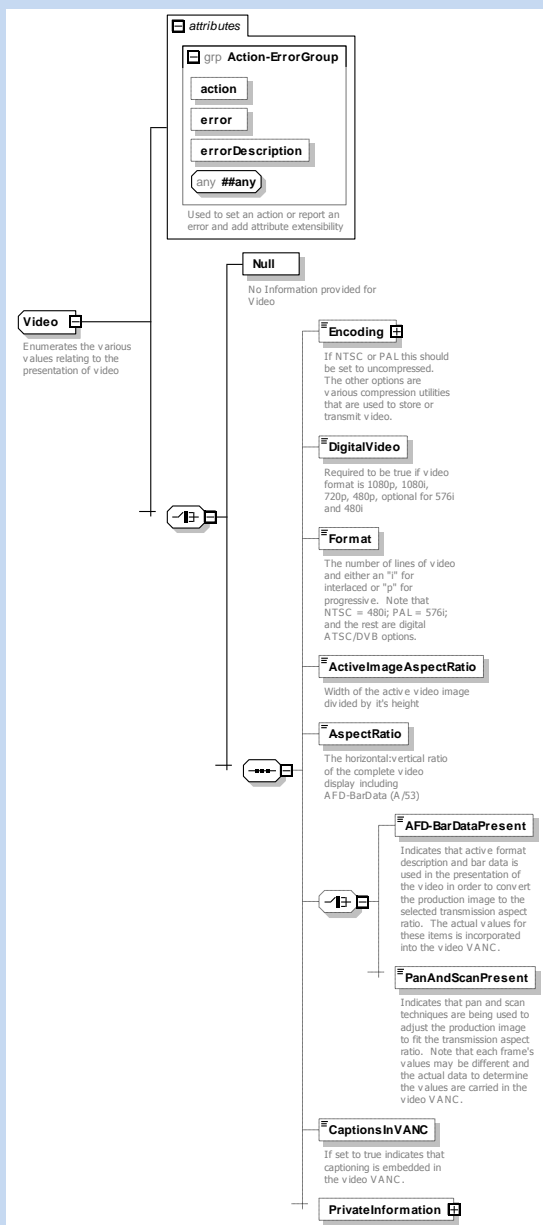 attributes
grp Action-ErrorGroup
action
error
errorDescription
any ##any
Used to set an action or report an
error and add attribute extensibility
Null
No Information provided for
Video
Video
Enumerates the various
values relating to the
presentation of video
Encoding
If NTSC or PAL this should
be set to uncompressed.
The other options are
various compression utilities
that are used to store or
transmit video.
DigitalVideo
Required to be true if video
format is 1080p, 1080i,
720p, 480p, optional for 576i
and 480i
Format
The number of lines of video
and either an "i" for
interlaced or "p" for
progressive. Note that
NTSC = 480i; PAL = 576i;
and the rest are digital
ATSC/DVB options.
ActiveImageAspectRatio
Width of the active video image
divided by it's height
AspectRatio
The horizontal:vertical ratio
of the complete video
display including
AFD-BarData (A/53)
AFD-BarDataPresent
Indicates that active format
description and bar data is
used in the presentation of
the video in order to convert
the production image to the
selected transmission aspect
ratio. The actual values for
these items is incorporated
into the video VANC.
PanAndScanPresent
Indicates that pan and scan
techniques are being used to
adjust the production image
to fit the transmission aspect
ratio. Note that each frame's
values may be different and
the actual data to determine
the values are carried in the
video VANC.
CaptionsInVANC
If set to true indicates that
captioning is embedded in
the video VANC.
PrivateInformation